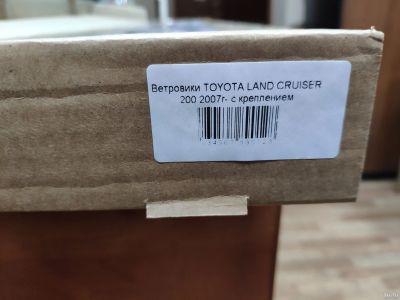 Ветровики TOYOTA LAND CRUISER
200 2007г- с креплением